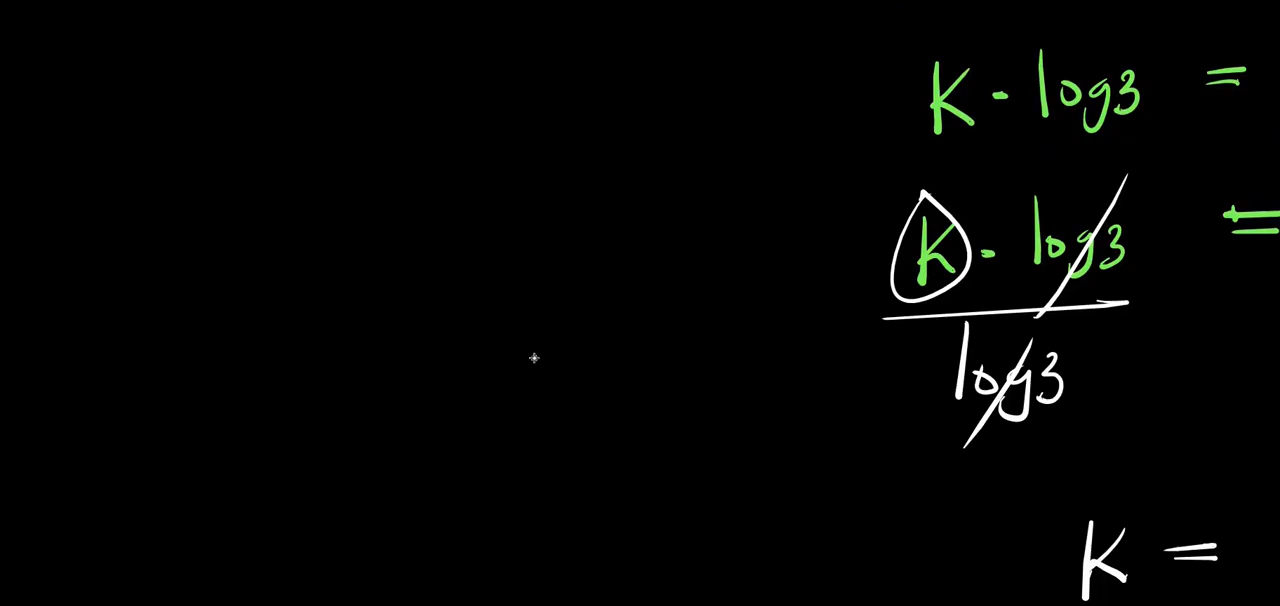 K · log3 =
K · log3 =
log3
K =